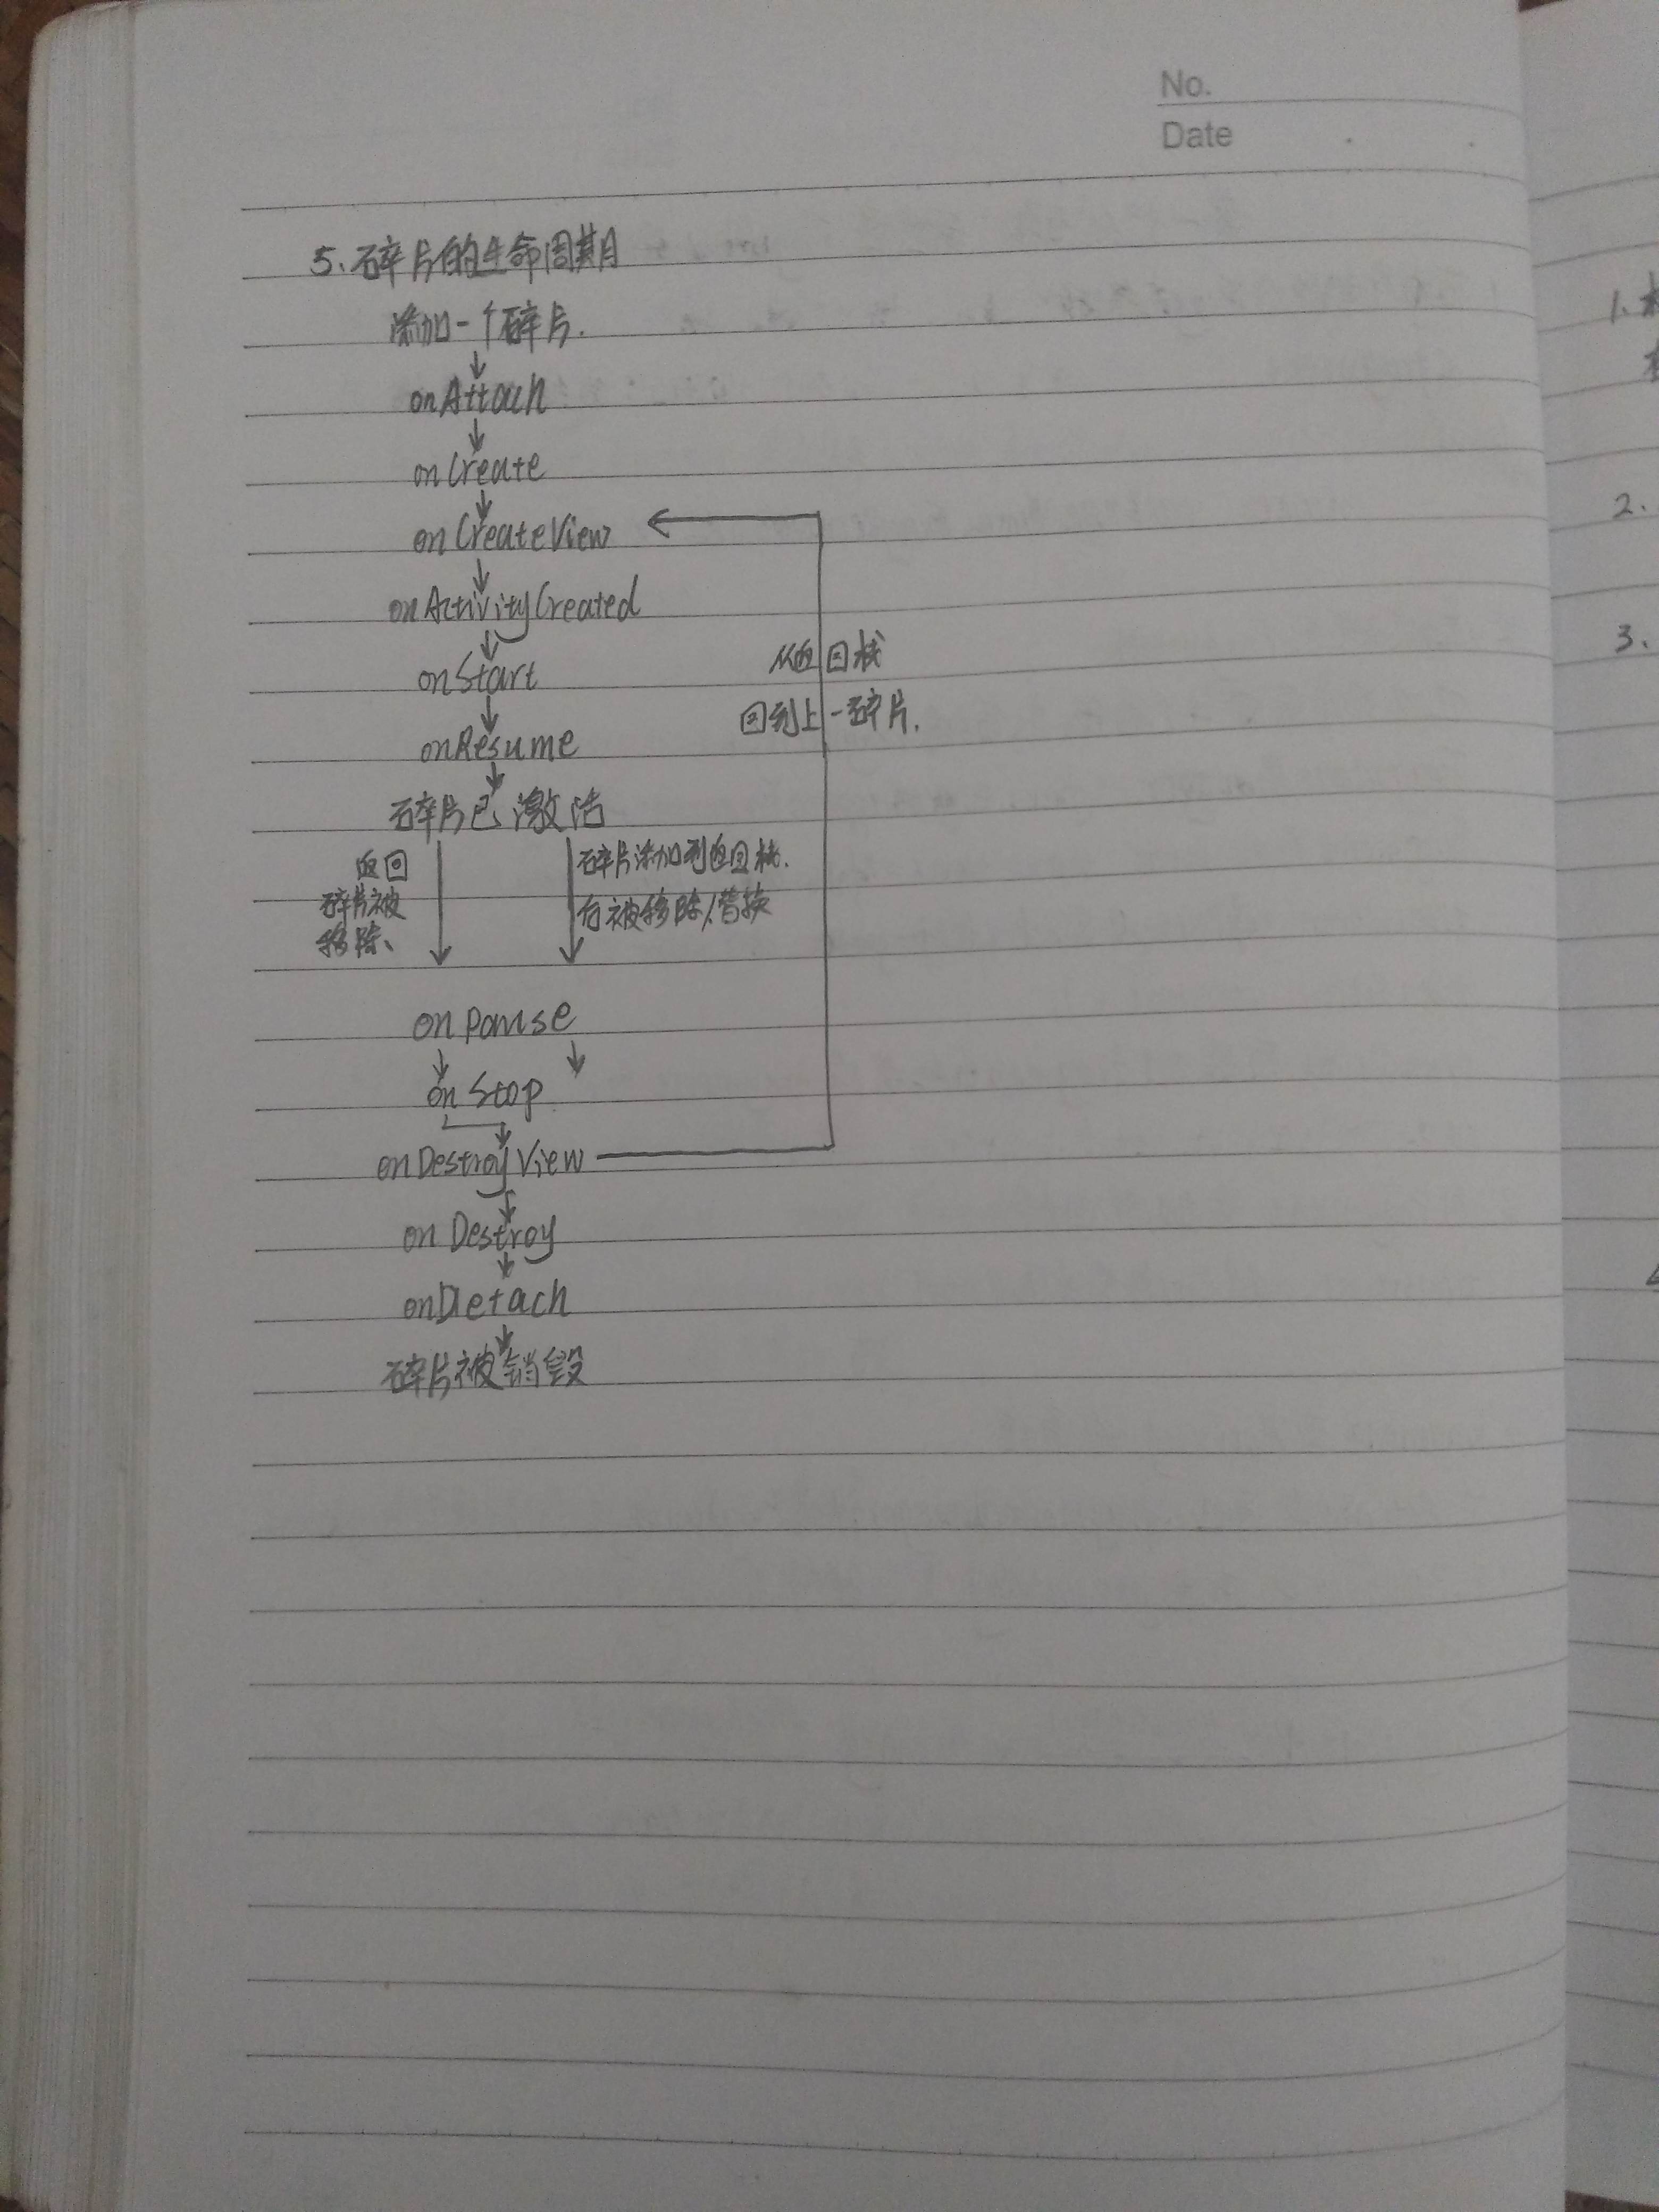 No.
Date
5.碎片的生命周期
添加一个碎片.
onAttach
onCreate
onCreateView
onActivityCreated
onStart
从返回栈
回到上一碎片.
onResume
碎片已激活
返回
碎片被
移除、
碎片添加到返回栈.
后被移除/替换
onPause
onStop
onDestroyView
onDestroy
onDetach
碎片被销毁
1.
2.
3.